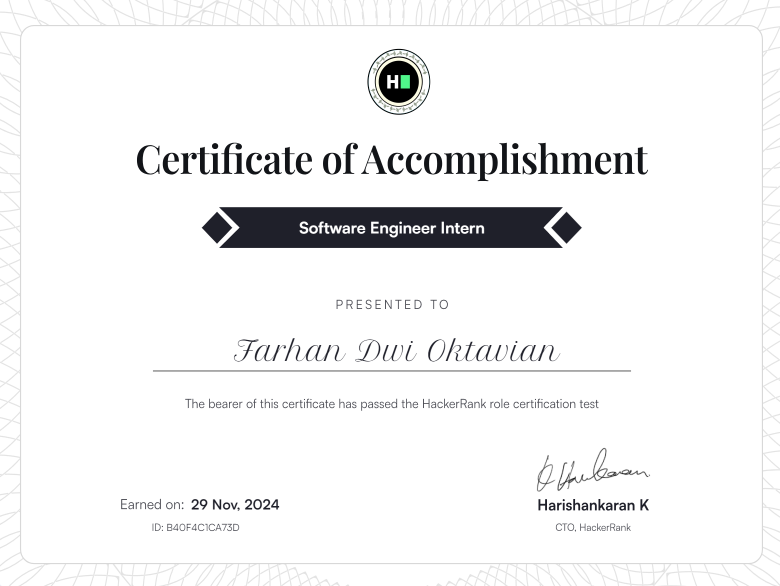 H
Certificate of Accomplishment
Software Engineer Intern
PRESENTED TO
Farhan Dwi Oktavian
The bearer of this certificate has passed the HackerRank role certification test
Earned on: 29 Nov, 2024
ID: B40F4C1CA73D
Harishankaran K
CTO, HackerRank